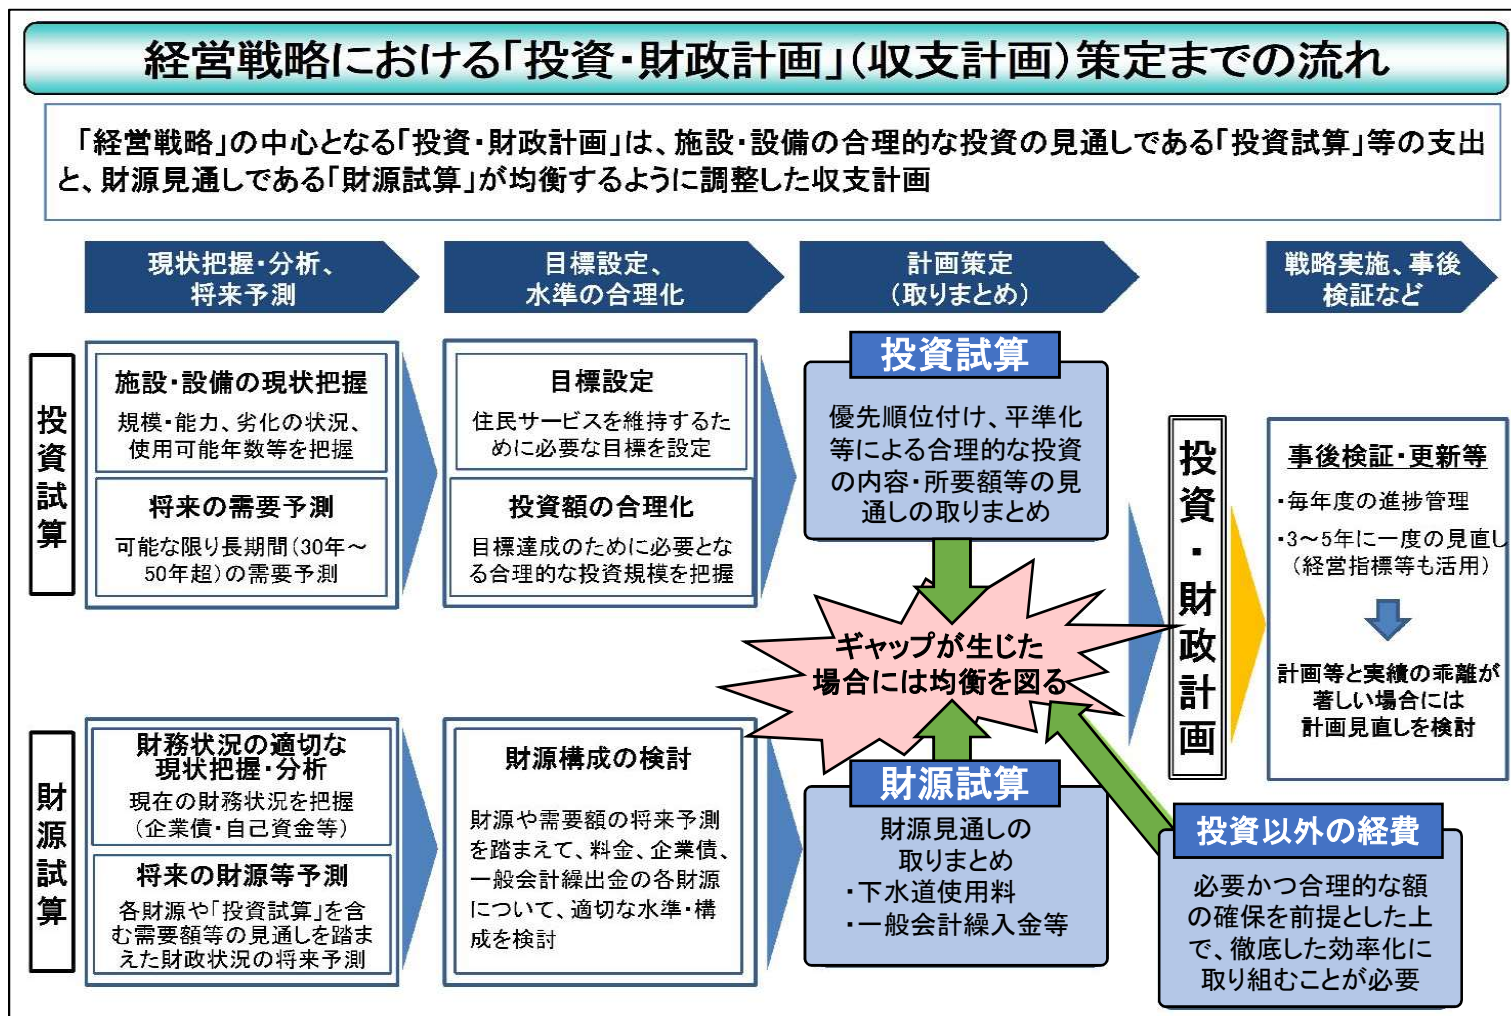 経営戦略における「投資・財政計画」（収支計画）策定までの流れ
「経営戦略」の中心となる「投資・財政計画」は、施設・設備の合理的な投資の見通しである「投資試算」等の支出
と、財源見通しである「財源試算」が均衡するように調整した収支計画
現状把握・分析、
将来予測
目標設定、
水準の合理化
計画策定
（取りまとめ）
戦略実施、事後
検証など
投資試算
施設・設備の現状把握
規模・能力、劣化の状況、
使用可能年数等を把握
将来の需要予測
可能な限り長期間（30年～
50年超）の需要予測
目標設定
住民サービスを維持するた
めに必要な目標を設定
投資額の合理化
目標達成のために必要とな
る合理的な投資規模を把握
投資試算
優先順位付け、平準化
等による合理的な投資
の内容・所要額等の見
通しの取りまとめ
ギャップが生じた
場合には均衡を図る
投資・財政計画
事後検証・更新等
・毎年度の進捗管理
・3～5年に一度の見直し
（経営指標等も活用）
計画等と実績の乖離が
著しい場合には
計画見直しを検討
財源試算
財務状況の適切な
現状把握・分析
現在の財務状況を把握
（企業債・自己資金等）
将来の財源等予測
各財源や「投資試算」を含
む需要額等の見通しを踏ま
えた財政状況の将来予測
財源構成の検討
財源や需要額の将来予測
を踏まえて、料金、企業債、
一般会計繰出金の各財源
について、適切な水準・構
成を検討
財源試算
財源見通しの
取りまとめ
・下水道使用料
・一般会計繰入金等
投資以外の経費
必要かつ合理的な額
の確保を前提とした上
で、徹底した効率化に
取り組むことが必要